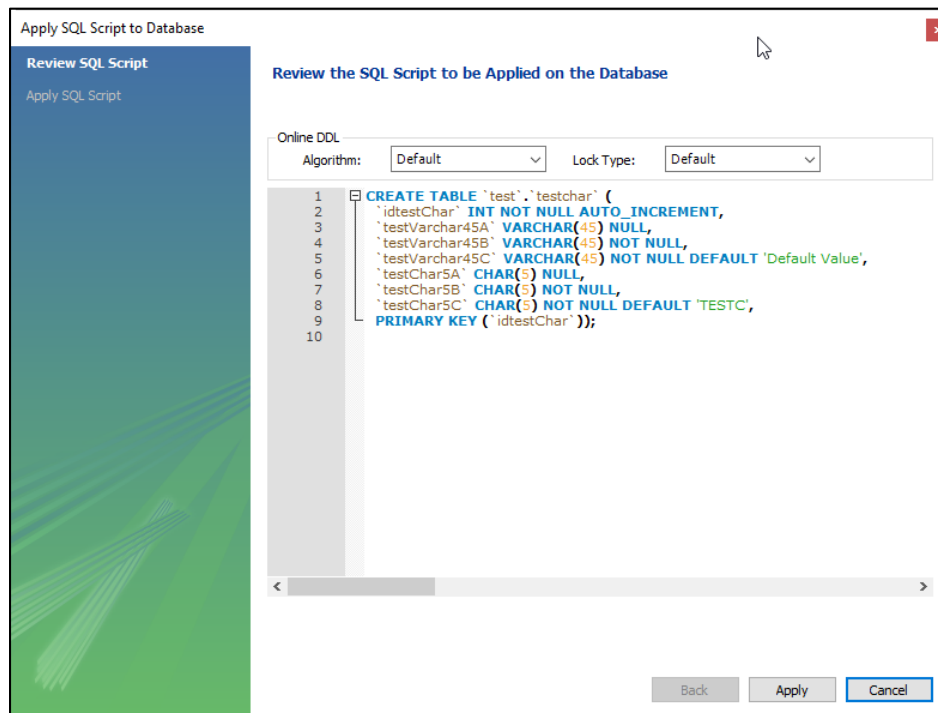 Apply SQL Script to Database
Review SQL Script
Apply SQL Script
Review the SQL Script to be Applied on the Database
Online DDL
Algorithm: Default Lock Type: Default
1 CREATE TABLE `test`.`testchar` (
2 `idtestChar` INT NOT NULL AUTO_INCREMENT,
3 `testVarchar45A` VARCHAR(45) NULL,
4 `testVarchar45B` VARCHAR(45) NOT NULL,
5 `testVarchar45C` VARCHAR(45) NOT NULL DEFAULT 'Default Value',
6 `testChar5A` CHAR(5) NULL,
7 `testChar5B` CHAR(5) NOT NULL,
8 `testChar5C` CHAR(5) NOT NULL DEFAULT 'TESTC',
9 PRIMARY KEY (`idtestChar`));
10
Back Apply Cancel